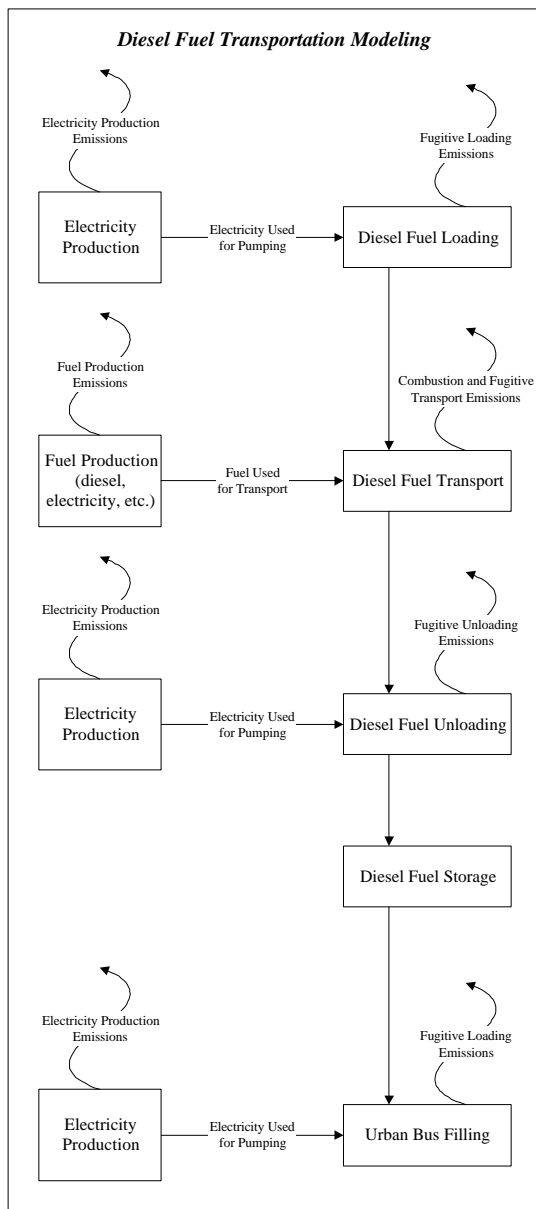 Diesel Fuel Transportation Modeling
Electricity Production
Emissions
Fugitive Loading
Emissions
Electricity
Production
Electricity Used
for Pumping
Diesel Fuel Loading
Fuel Production
Emissions
Combustion and Fugitive
Transport Emissions
Fuel Production
(diesel,
electricity, etc.)
Fuel Used
for Transport
Diesel Fuel Transport
Electricity Production
Emissions
Fugitive Unloading
Emissions
Electricity
Production
Electricity Used
for Pumping
Diesel Fuel Unloading
Diesel Fuel Storage
Electricity Production
Emissions
Fugitive Loading
Emissions
Electricity
Production
Electricity Used
for Pumping
Urban Bus Filling